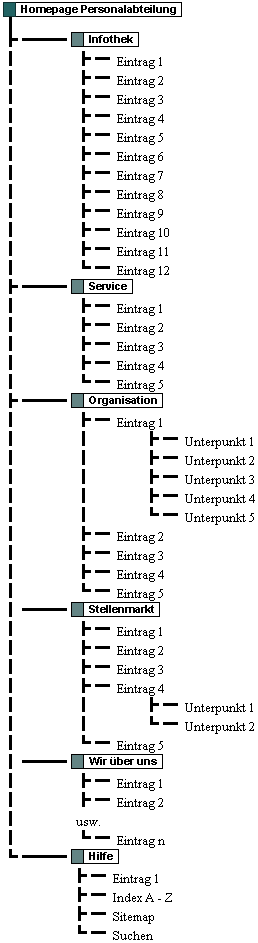 Homepage Personalabteilung
Infothek
Eintrag 1
Eintrag 2
Eintrag 3
Eintrag 4
Eintrag 5
Eintrag 6
Eintrag 7
Eintrag 8
Eintrag 9
Eintrag 10
Eintrag 11
Eintrag 12
Service
Eintrag 1
Eintrag 2
Eintrag 3
Eintrag 4
Eintrag 5
Organisation
Eintrag 1
Unterpunkt 1
Unterpunkt 2
Unterpunkt 3
Unterpunkt 4
Unterpunkt 5
Eintrag 2
Eintrag 3
Eintrag 4
Eintrag 5
Stellenmarkt
Eintrag 1
Eintrag 2
Eintrag 3
Eintrag 4
Unterpunkt 1
Unterpunkt 2
Eintrag 5
Wir über uns
Eintrag 1
Eintrag 2
usw.
Eintrag n
Hilfe
Eintrag 1
Index A - Z
Sitemap
Suchen